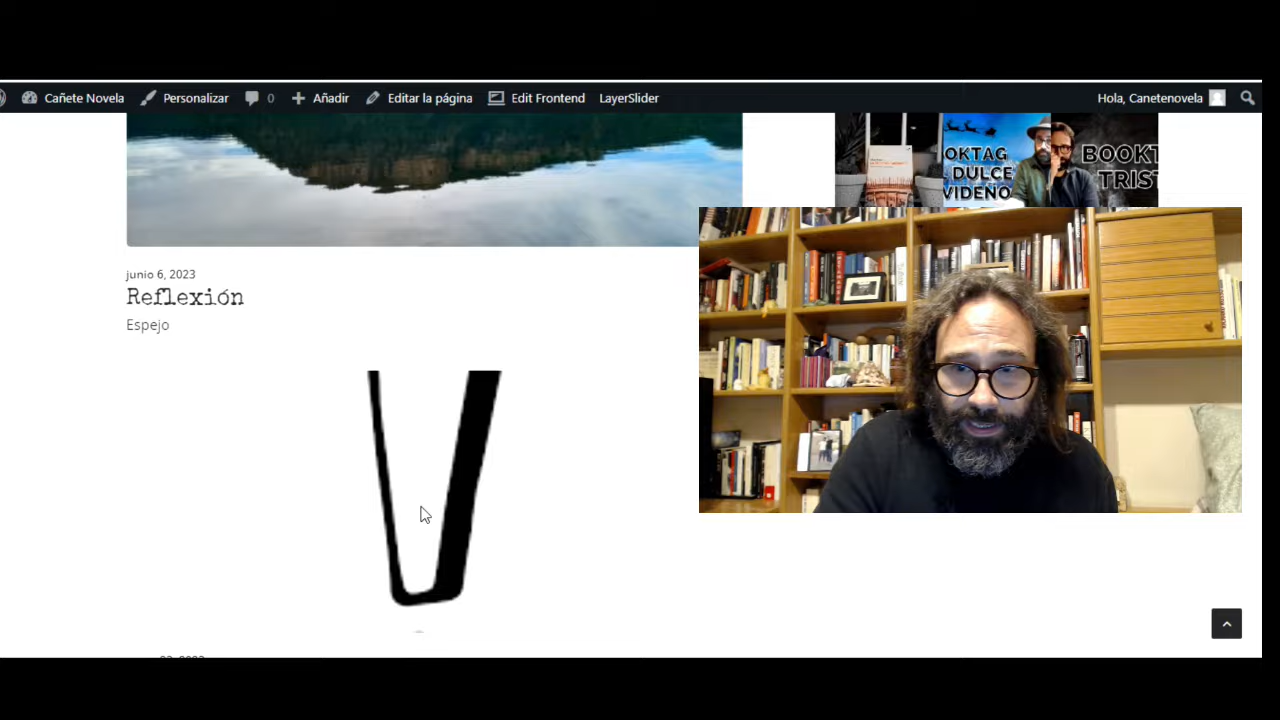 Cañete Novela Personalizar 0 Añadir Editar la página Edit Frontend LayerSlider Hola, Canetenovela
OKTAG
DULCE
VIDEÑO
BOOKT
TRIST
junio 6, 2023
Reflexión
Espejo